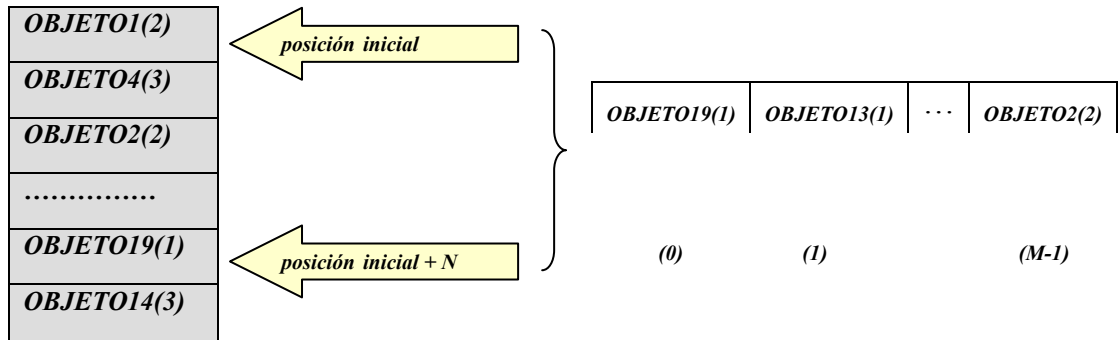 OBJETO1(2)
OBJETO4(3)
OBJETO2(2)
……………
OBJETO19(1)
OBJETO14(3)
posición inicial
posición inicial + N
OBJETO19(1) OBJETO13(1) ... OBJETO2(2)
(0) (1) (M-1)